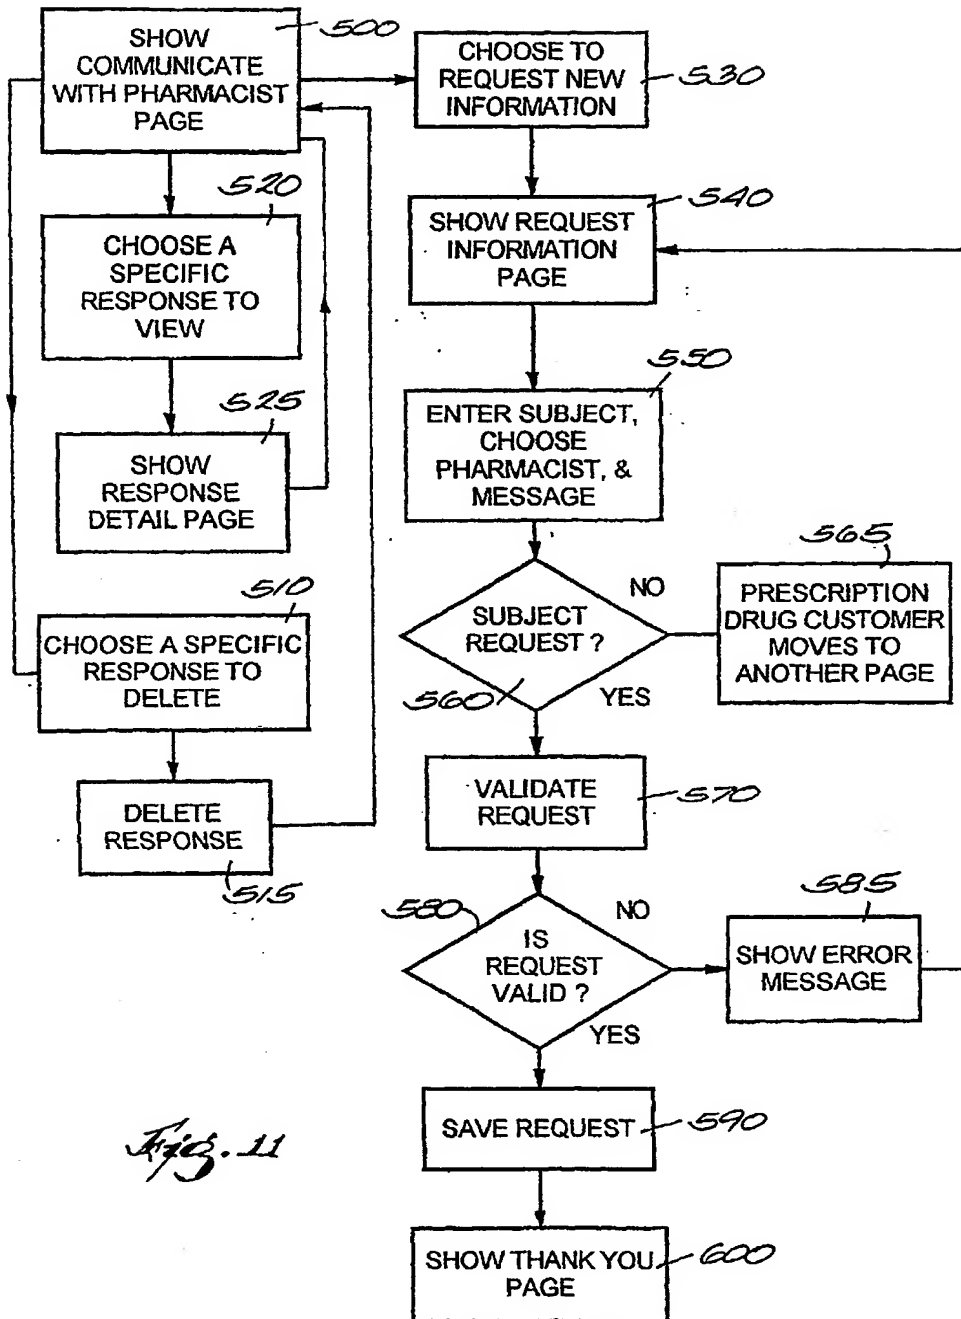 SHOW
COMMUNICATE
WITH PHARMACIST
PAGE
500
CHOOSE TO
REQUEST NEW
INFORMATION
530
520
CHOOSE A
SPECIFIC
RESPONSE TO
VIEW
540
SHOW REQUEST
INFORMATION
PAGE
525
SHOW
RESPONSE
DETAIL PAGE
550
ENTER SUBJECT,
CHOOSE
PHARMACIST, &
MESSAGE
510
CHOOSE A SPECIFIC
RESPONSE TO
DELETE
SUBJECT
REQUEST ?
560
NO
YES
565
PRESCRIPTION
DRUG CUSTOMER
MOVES TO
ANOTHER PAGE
DELETE
RESPONSE
515
VALIDATE
REQUEST
570
580
IS
REQUEST
VALID ?
NO
YES
585
SHOW ERROR
MESSAGE
SAVE REQUEST
590
Fig. 11
SHOW THANK YOU
PAGE
600